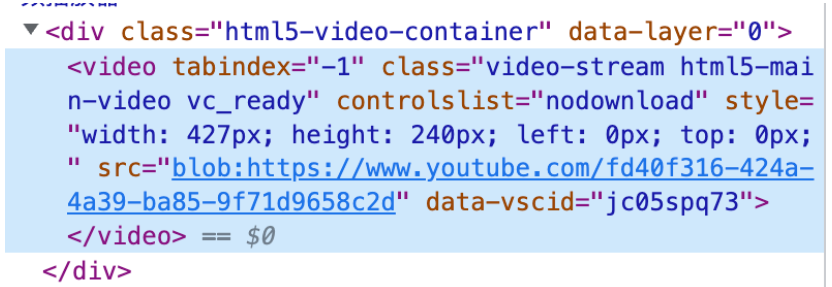 <div class="html5-video-container" data-layer="0">
<video tabindex="-1" class="video-stream html5-mai
n-video vc_ready" controlslist="nodownload" style=
"width: 427px; height: 240px; left: 0px; top: 0px;
" src="blob:https://www.youtube.com/fd40f316-424a-
4a39-ba85-9f71d9658c2d" data-vscid="jc05spq73">
</video> == $0
</div>